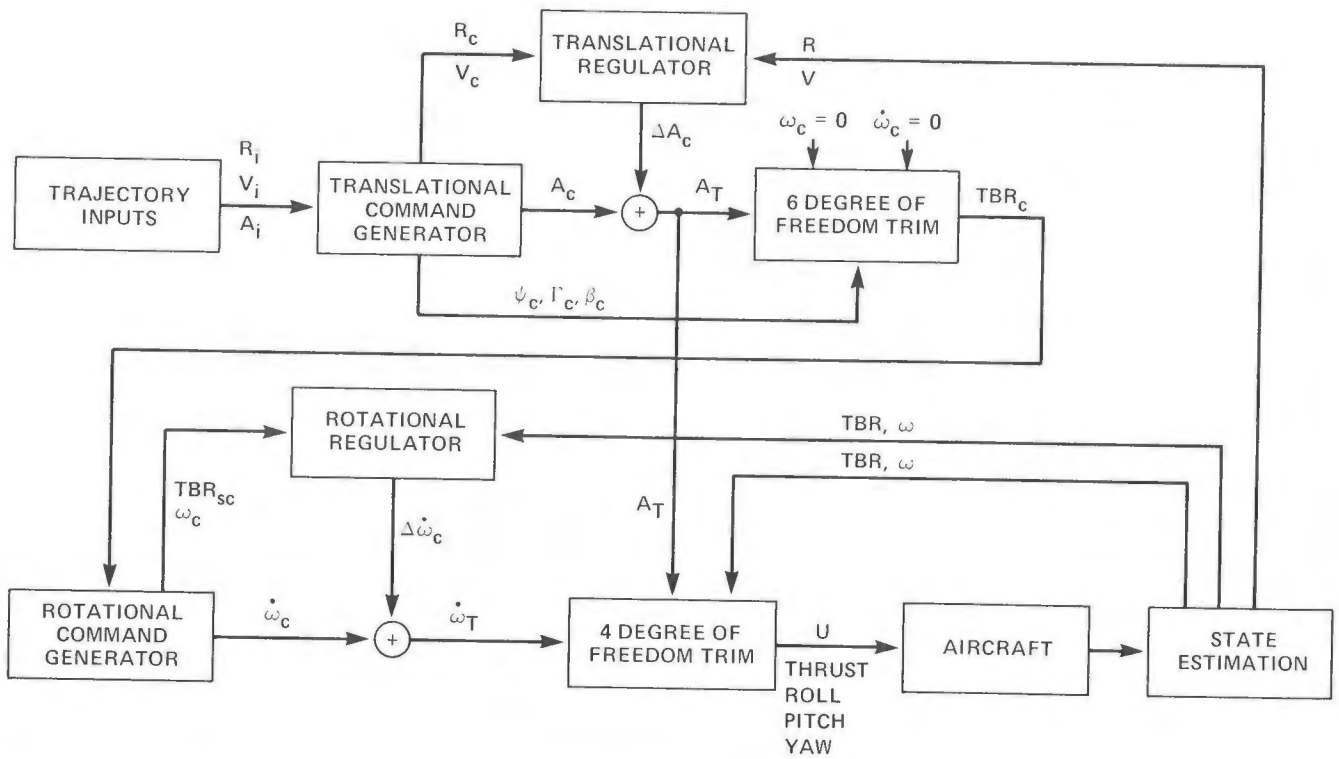 TRANSLATIONAL
REGULATOR
R_c
V_c
R
V
ΔA_c
ω_c = 0
ω̇_c = 0
TRAJECTORY
INPUTS
R_i
V_i
A_i
TRANSLATIONAL
COMMAND
GENERATOR
A_c
+
A_T
6 DEGREE OF
FREEDOM TRIM
TBR_c
ψ_c, Γ_c, β_c
ROTATIONAL
REGULATOR
TBR, ω
TBR, ω
TBR_sc
ω_c
Δω̇_c
A_T
ROTATIONAL
COMMAND
GENERATOR
ω̇_c
+
ω̇_T
4 DEGREE OF
FREEDOM TRIM
U
THRUST
ROLL
PITCH
YAW
AIRCRAFT
STATE
ESTIMATION